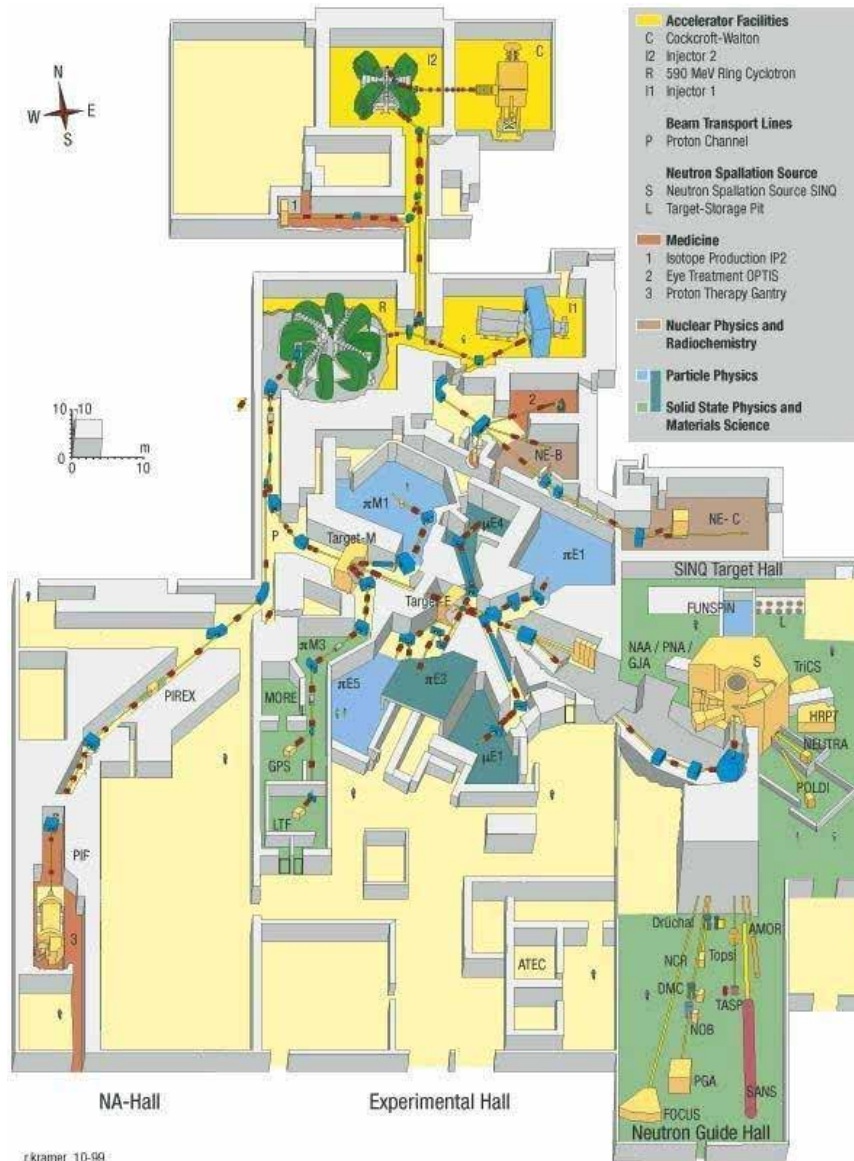 N
W E
S
I2
C
1
R
I1
2
NE-B
10 10
0
0 10
m
πM1
μE4
πE1
NE- C
P
Target-M
Target-E
πM3
πE5
πE3
μE1
MORE
GPS
LTF
PIREX
PIF
3
ATEC
SINQ Target Hall
FUNSPIN
L
NAA / PNA /
GJA
S
TriCS
HRPT
NEUTRA
POLDI
Drüchal
AMOR
NCR
Topsi
DMC
TASP
NOB
PGA
SANS
FOCUS
Neutron Guide Hall
NA-Hall
Experimental Hall
r.kramer 10-99
Accelerator Facilities
C Cockcroft-Walton
I2 Injector 2
R 590 MeV Ring Cyclotron
I1 Injector 1
Beam Transport Lines
P Proton Channel
Neutron Spallation Source
S Neutron Spallation Source SINQ
L Target-Storage Pit
Medicine
1 Isotope Production IP2
2 Eye Treatment OPTIS
3 Proton Therapy Gantry
Nuclear Physics and
Radiochemistry
Particle Physics
Solid State Physics and
Materials Science